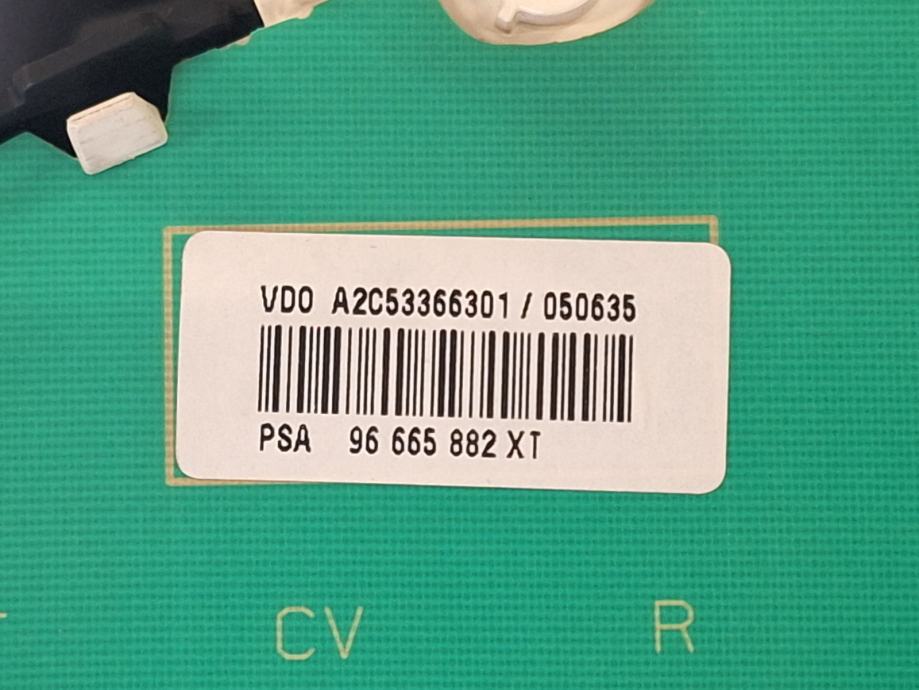 VDO A2C53366301 / 050635
PSA 96 665 882 XT
CV R